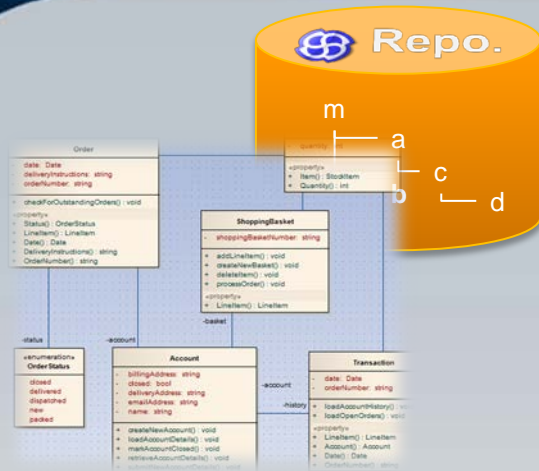 Repo.
m
a
c
b
d
Order
- date: Date
- deliveryInstructions: string
- orderNumber: string
+ checkForOutstandingOrders() : void
«property»
+ Status() : OrderStatus
+ LineItem() : LineItem
+ Date() : Date
+ DeliveryInstructions() : string
+ OrderNumber() : string
- quantity: int
«property»
+ Item() : StockItem
+ Quantity() : int
ShoppingBasket
- shoppingBasketNumber: string
+ addLineItem() : void
+ createNewBasket() : void
+ deleteItem() : void
+ processOrder() : void
«property»
+ LineItem() : LineItem
-status
-account
-basket
«enumeration»
OrderStatus
closed
delivered
dispatched
new
packed
Account
- billingAddress: string
- closed: bool
- deliveryAddress: string
- emailAddress: string
- name: string
+ createNewAccount() : void
+ loadAccountDetails() : void
+ markAccountClosed() : void
+ retrieveAccountDetails() : void
-account
-history
Transaction
- date: Date
- orderNumber: string
+ loadAccountHistory() :
+ loadOpenOrders() : void
«property»
+ LineItem() : LineItem
+ Account() : Account
+ Date() : Date
+ OrderNumber() : string